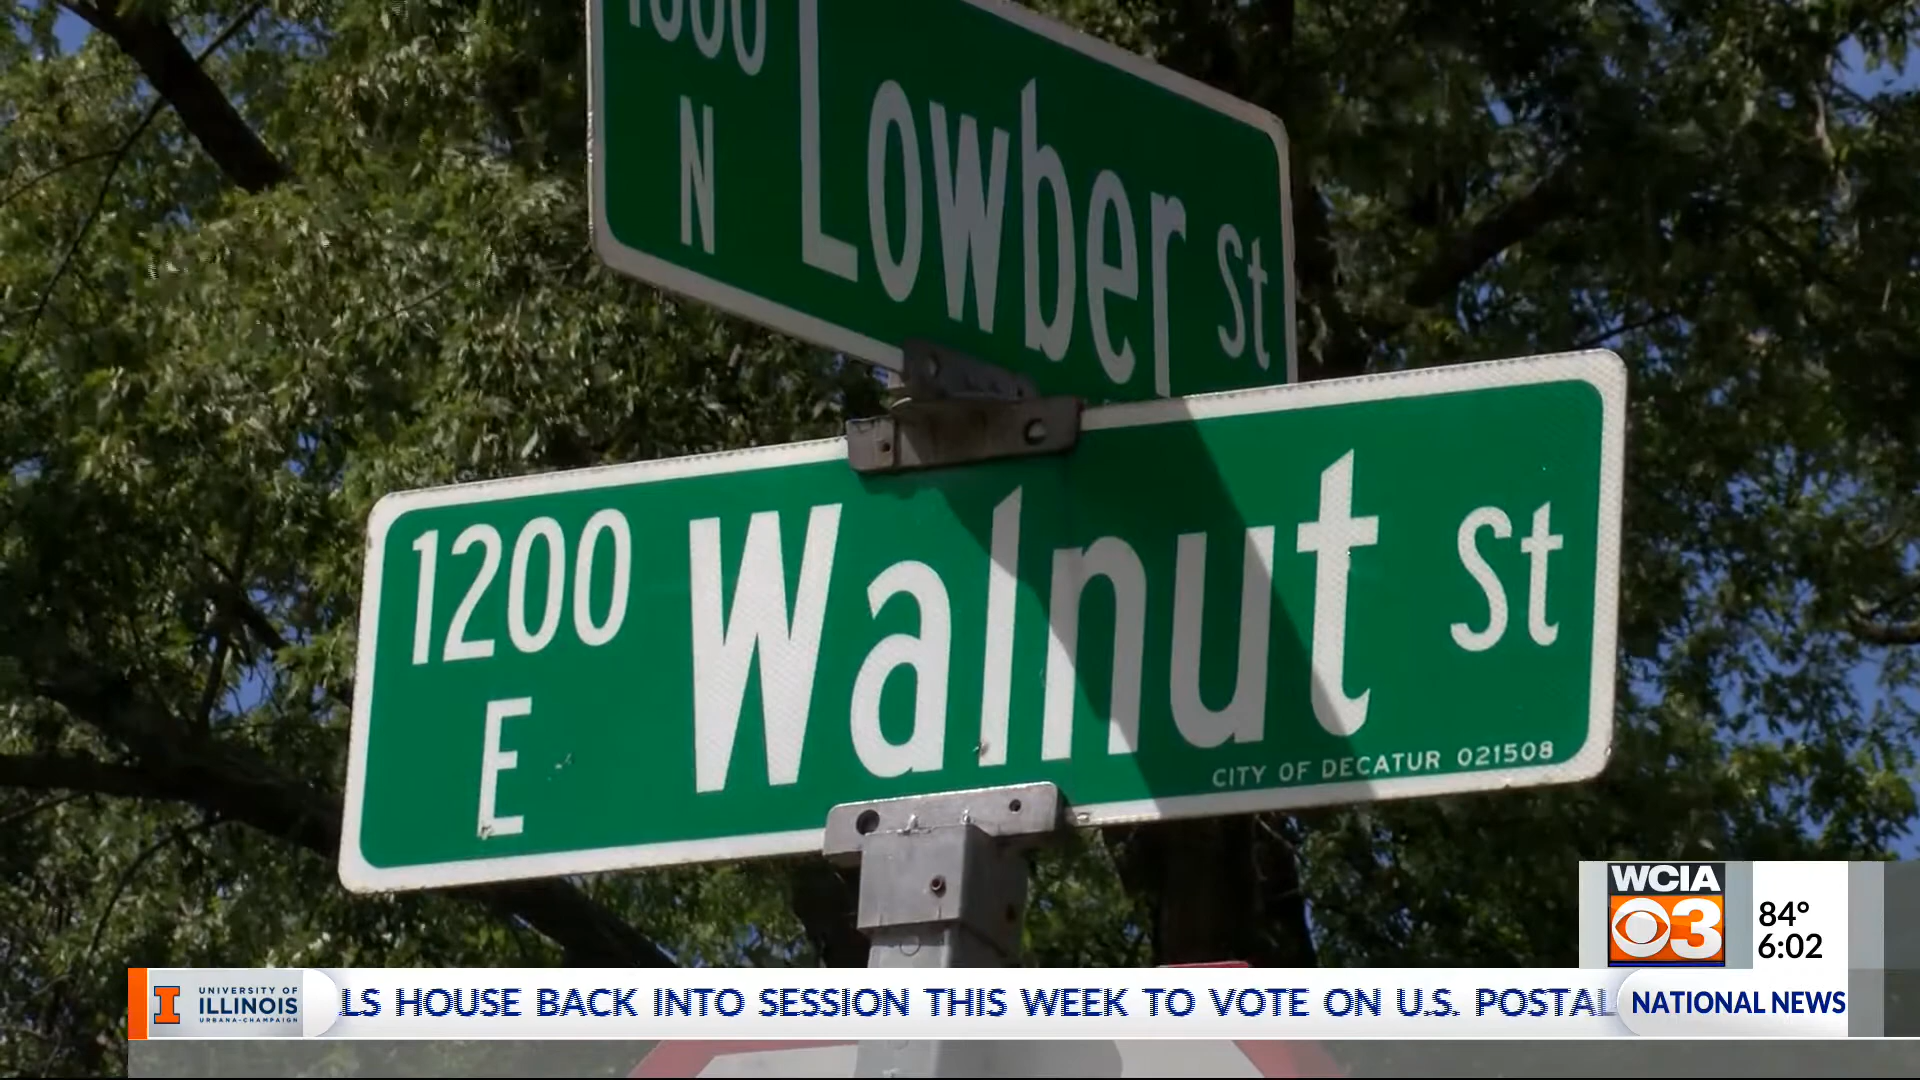 N Lowber St
1200 E Walnut St
CITY OF DECATUR 021508
WCIA
3
84°
6:02
UNIVERSITY OF
ILLINOIS
URBANA-CHAMPAIGN
LS HOUSE BACK INTO SESSION THIS WEEK TO VOTE ON U.S. POSTAL
NATIONAL NEWS